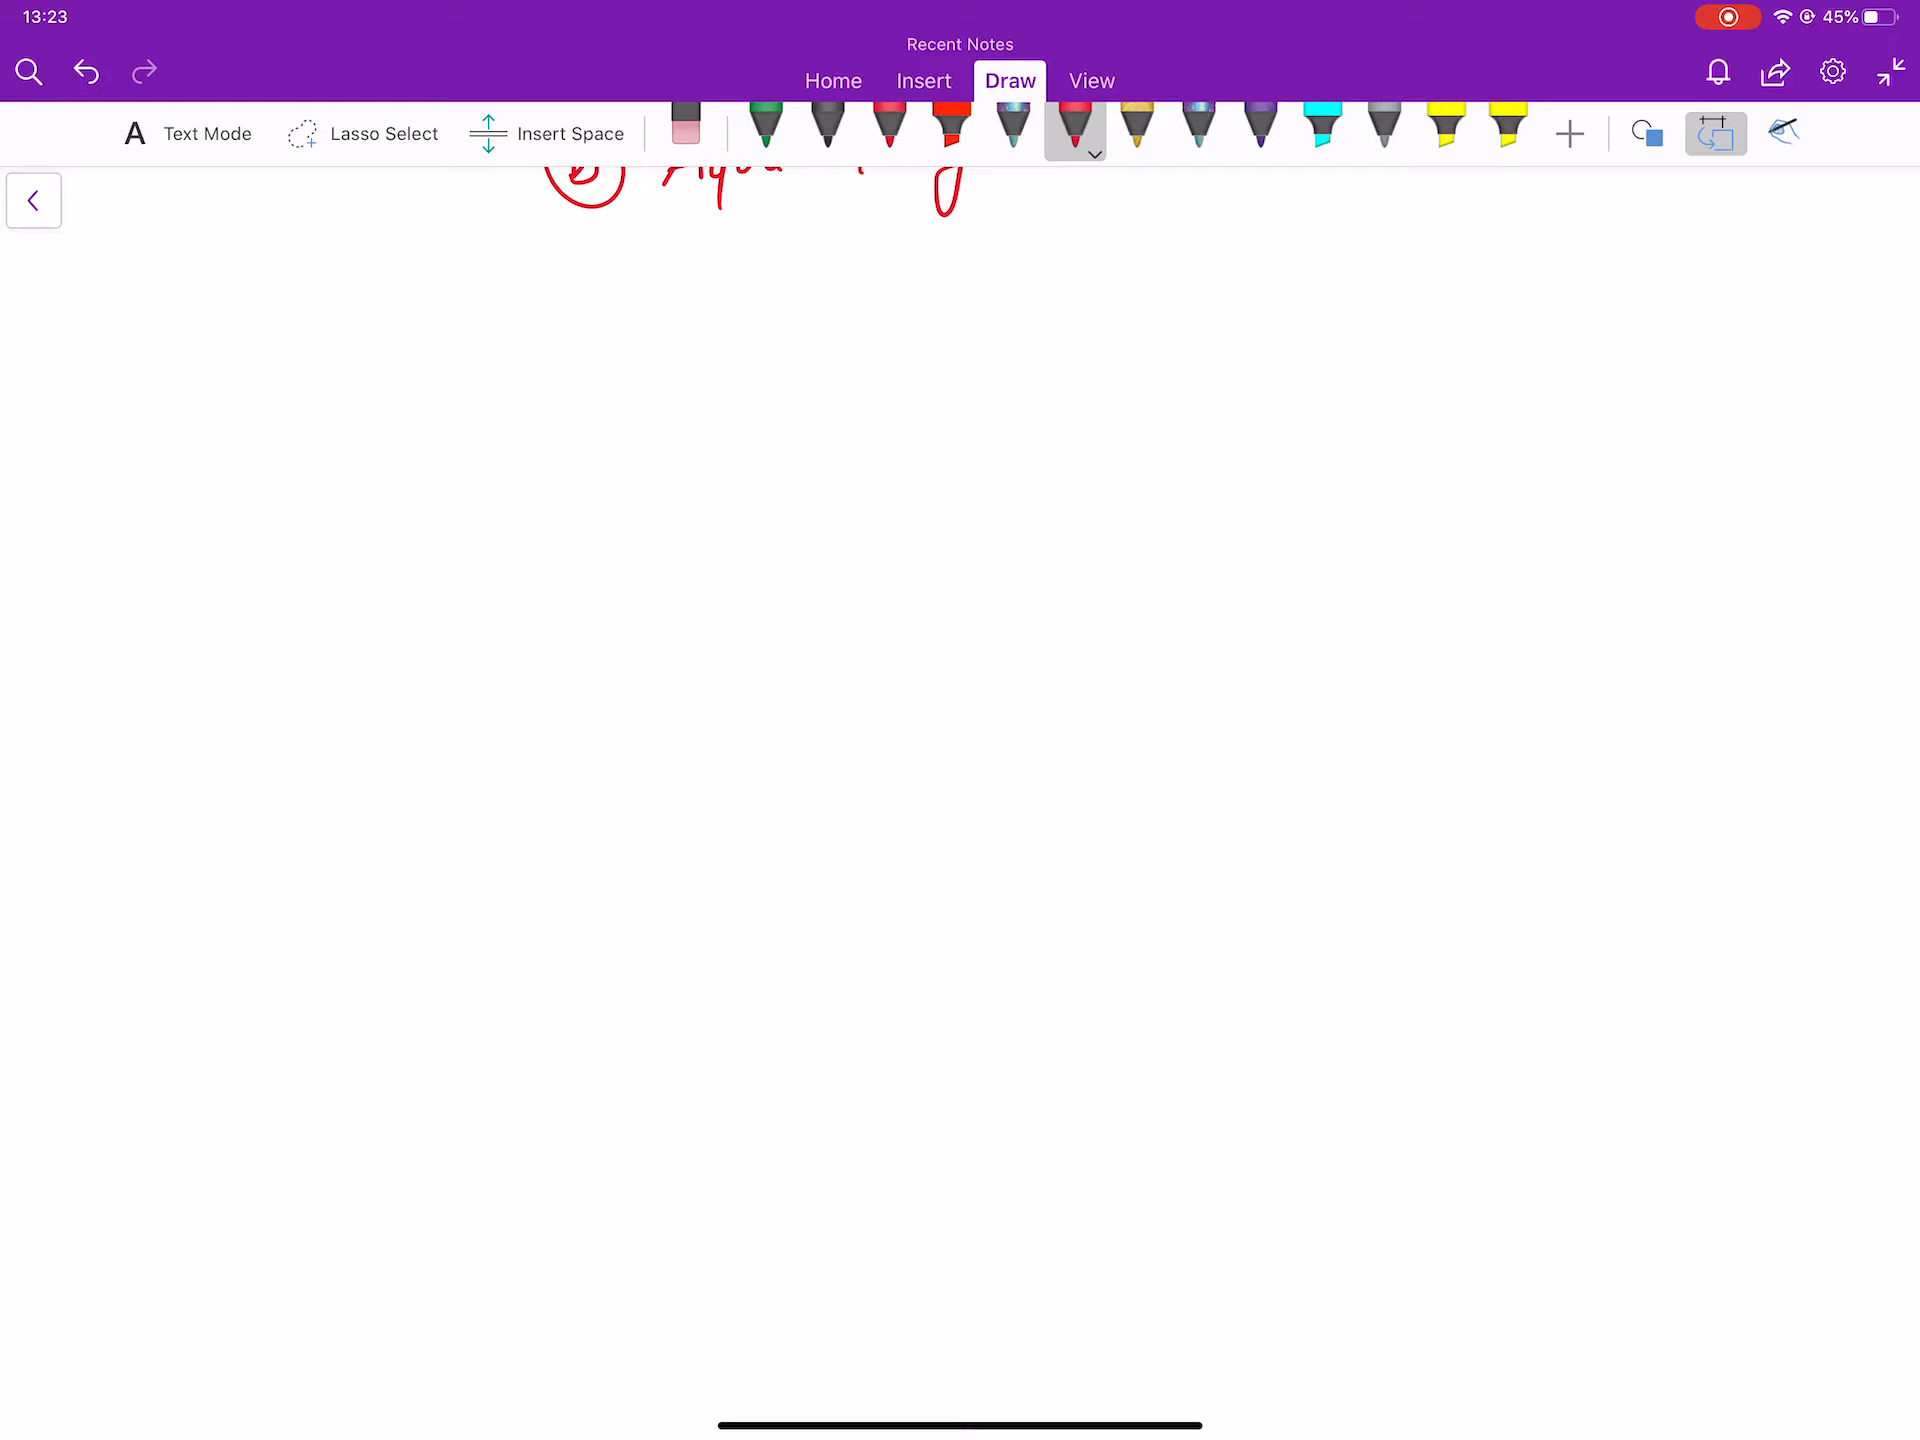 13:23
45%
Recent Notes
Home Insert Draw View
A Text Mode Lasso Select Insert Space